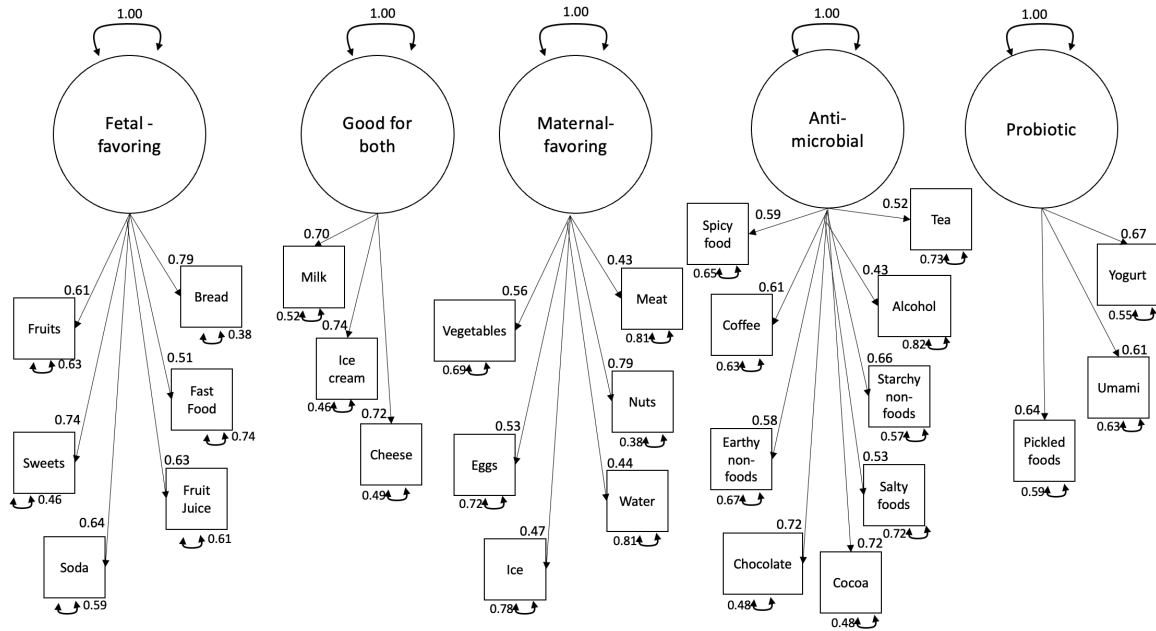 1.00
1.00
1.00
1.00
1.00
Fetal -
favoring
Good for
both
Maternal-
favoring
Anti-
microbial
Probiotic
0.61
Fruits
0.63
0.79
Bread
0.38
0.51
Fast
Food
0.74
0.74
Sweets
0.46
0.63
Fruit
Juice
0.61
0.64
Soda
0.59
0.70
Milk
0.52
0.74
Ice
cream
0.46
0.72
Cheese
0.49
0.56
Vegetables
0.69
0.43
Meat
0.81
0.79
Nuts
0.38
0.53
Eggs
0.72
0.44
Water
0.81
0.47
Ice
0.78
0.59
Spicy
food
0.65
0.52
Tea
0.73
0.61
Coffee
0.63
0.43
Alcohol
0.82
0.66
Starchy
non-
foods
0.57
0.58
Earthy
non-
foods
0.67
0.53
Salty
foods
0.72
0.72
Chocolate
0.48
0.72
Cocoa
0.48
0.67
Yogurt
0.55
0.61
Umami
0.63
0.64
Pickled
foods
0.59